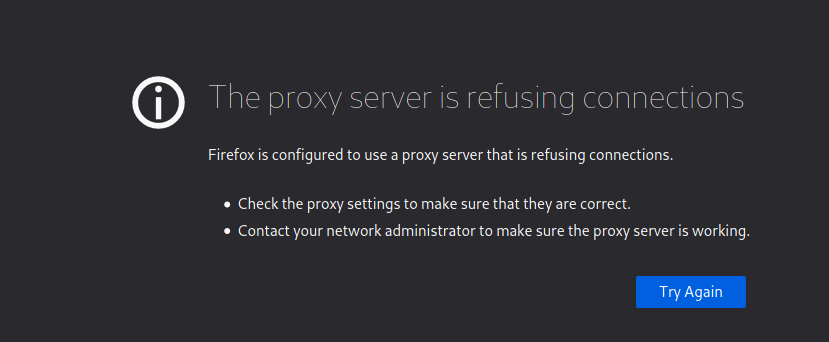 The proxy server is refusing connections
Firefox is configured to use a proxy server that is refusing connections.
• Check the proxy settings to make sure that they are correct.
• Contact your network administrator to make sure the proxy server is working.
Try Again